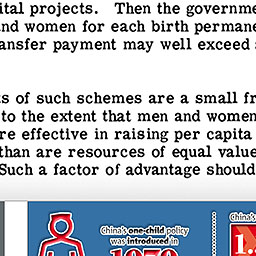 ital projects. Then the governme
nd women for each birth permane
ansfer payment may well exceed
s of such schemes are a small fr
to the extent that men and women
re effective in raising per capita
than are resources of equal value
Such a factor of advantage should
China's one-child policy
was introduced in
1979
China's
1.